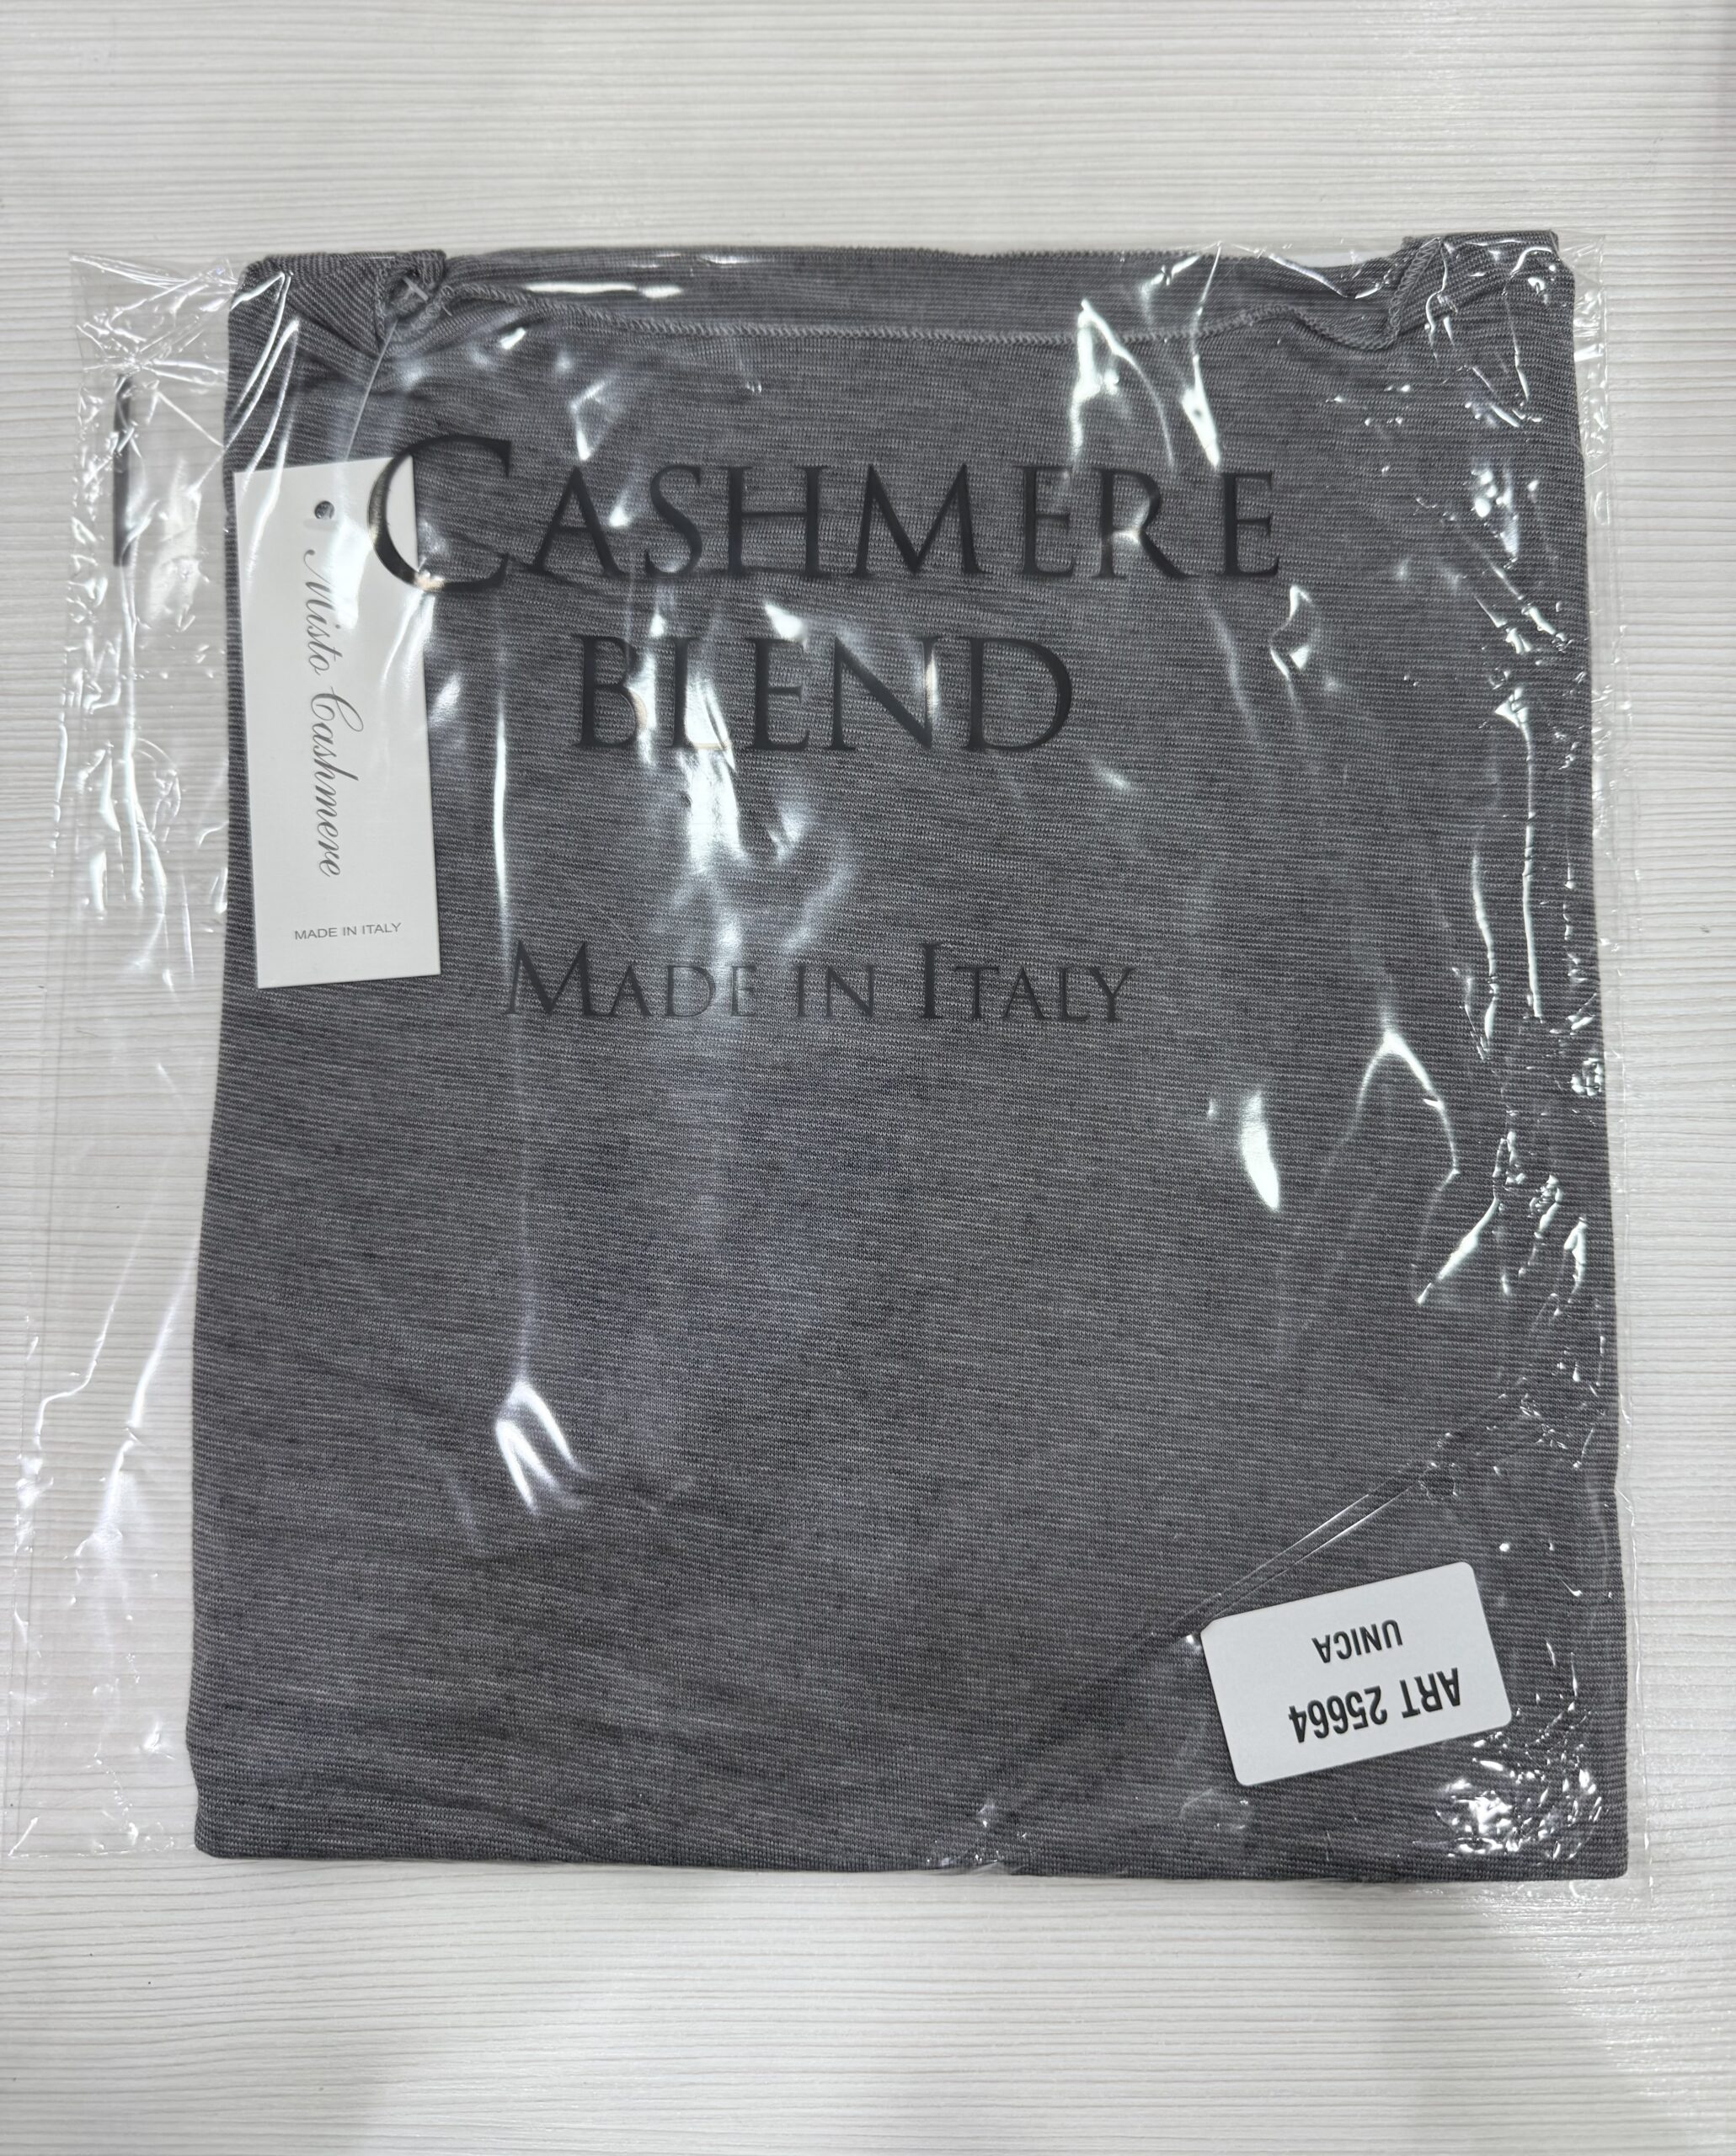 CASHMERE
BLEND
MADE IN ITALY
Misto Cashmere
MADE IN ITALY
ART 25664
UNICA